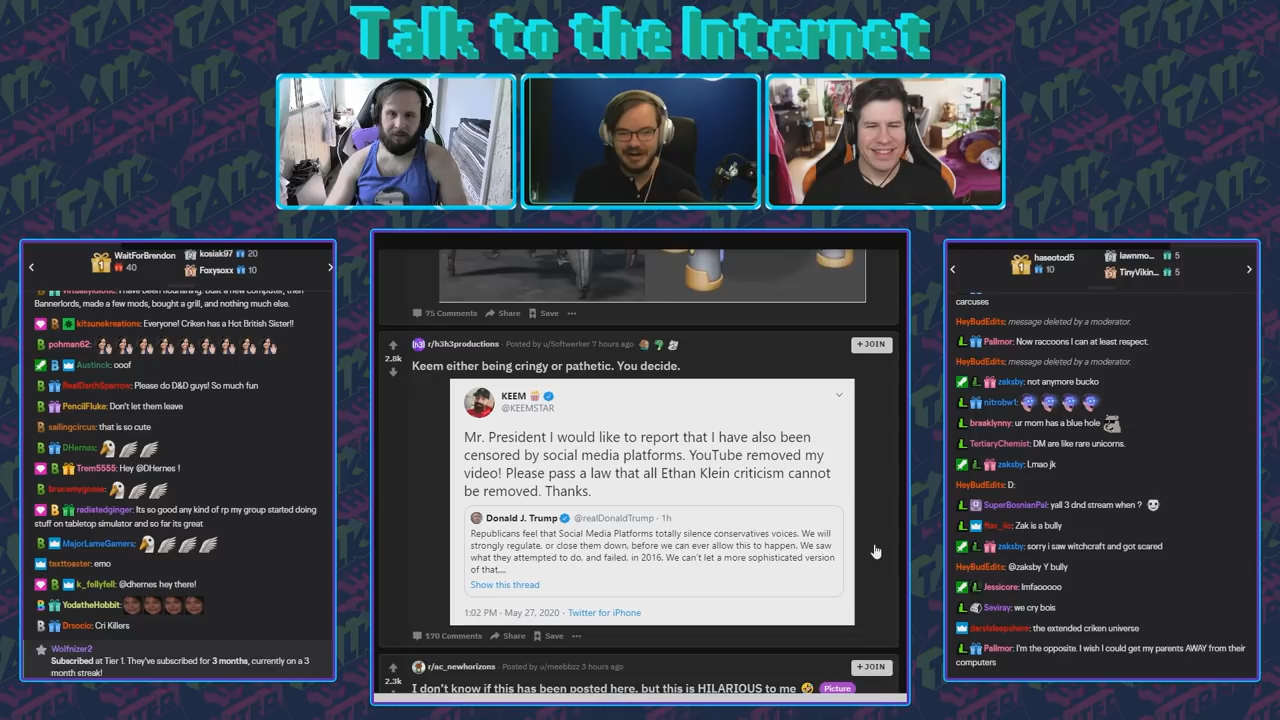 Talk to the Internet
WaitForBrendon
40
kosiak97 20
Foxysoxx 10
Bannerlords, made a few mods, bought a grill, and nothing much else.
kitsunekreations: Everyone! Criken has a Hot British Sister!!
pohman62:
Austinck: ooof
RealDarthSparrow: Please do D&D guys! So much fun
PencilFluke: Don't let them leave
sailingcircus: that is so cute
DHernes:
Trem5555: Hey @DHernes !
brucemygoose:
radiatedginger: Its so good any kind of rp my group started doing
stuff on tabletop simulator and so far its great
MajorLameGamers:
texttoaster: emo
k_fellyfell: @dhernes hey there!
YodatheHobbit:
Drsocio: Cri Killers
Wolfnizer2
Subscribed at Tier 1. They've subscribed for 3 months, currently on a 3
month streak!
75 Comments Share Save
r/h3h3productions · Posted by u/Softwerker 7 hours ago
+ JOIN
2.8k
Keem either being cringy or pathetic. You decide.
KEEM
@KEEMSTAR
Mr. President I would like to report that I have also been
censored by social media platforms. YouTube removed my
video! Please pass a law that all Ethan Klein criticism cannot
be removed. Thanks.
Donald J. Trump @realDonaldTrump · 1h
Republicans feel that Social Media Platforms totally silence conservatives voices. We will
strongly regulate, or close them down, before we can ever allow this to happen. We saw
what they attempted to do, and failed, in 2016. We can't let a more sophisticated version
of that,...
Show this thread
1:02 PM · May 27, 2020 · Twitter for iPhone
170 Comments Share Save
r/ac_newhorizons · Posted by u/meebbzz 3 hours ago
+ JOIN
2.3k
I don't know if this has been posted here, but this is HILARIOUS to me Picture
haseotod5
10
lawnmo... 5
TinyVikin... 5
carcuses
HeyBudEdits: message deleted by a moderator.
Pallmor: Now raccoons I can at least respect.
HeyBudEdits: message deleted by a moderator.
zaksby: not anymore bucko
nitrobw1:
braaklynny: ur mom has a blue hole
TertiaryChemist: DM are like rare unicorns.
zaksby: Lmao jk
HeyBudEdits: D:
SuperBosnianPal: yall 3 dnd stream when ?
flav_ile: Zak is a bully
zaksby: sorry i saw witchcraft and got scared
HeyBudEdits: @zaksby Y bully
Jessicore: lmfaooooo
Seviray: we cry bois
darylsleepshere: the extended criken universe
Pallmor: I'm the opposite. I wish I could get my parents AWAY from their
computers